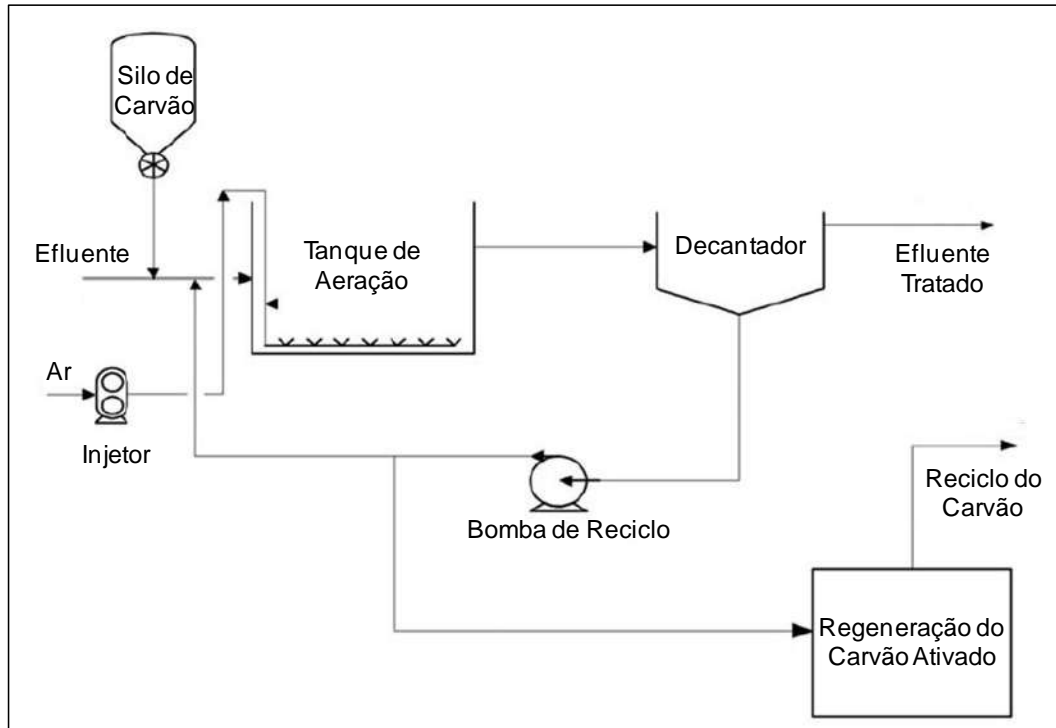 Silo de
Carvão
Efluente
Tanque de
Aeração
Decantador
Efluente
Tratado
Ar
Injetor
Bomba de Reciclo
Reciclo do
Carvão
Regeneração do
Carvão Ativado